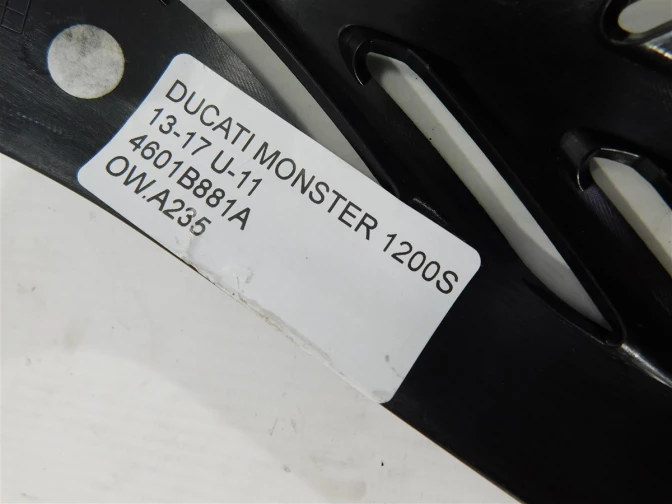 DUCATI MONSTER 1200S
13-17 U-11
4601B881A
OW.A235